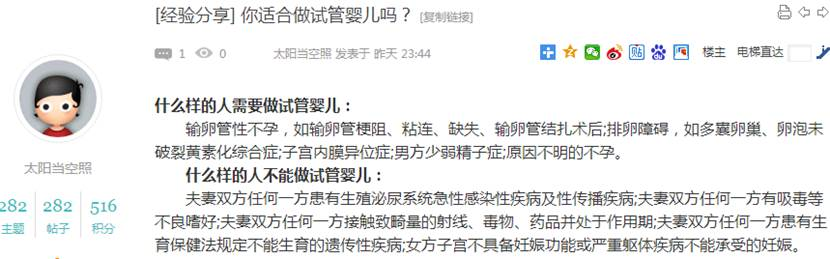 [经验分享] 你适合做试管婴儿吗？ [复制链接]
1 0 太阳当空照 发表于 昨天 23:44 贴 楼主 电梯直达
什么样的人需要做试管婴儿：
输卵管性不孕，如输卵管梗阻、粘连、缺失、输卵管结扎术后;排卵障碍，如多囊卵巢、卵泡未
破裂黄素化综合症;子宫内膜异位症;男方少弱精子症;原因不明的不孕。
什么样的人不能做试管婴儿：
夫妻双方任何一方患有生殖泌尿系统急性感染性疾病及性传播疾病;夫妻双方任何一方有吸毒等
不良嗜好;夫妻双方任何一方接触致畸量的射线、毒物、药品并处于作用期;夫妻双方任何一方患有生
育保健法规定不能生育的遗传性疾病;女方子宫不具备妊娠功能或严重躯体疾病不能承受的妊娠。
太阳当空照
282 282 516
主题 帖子 积分